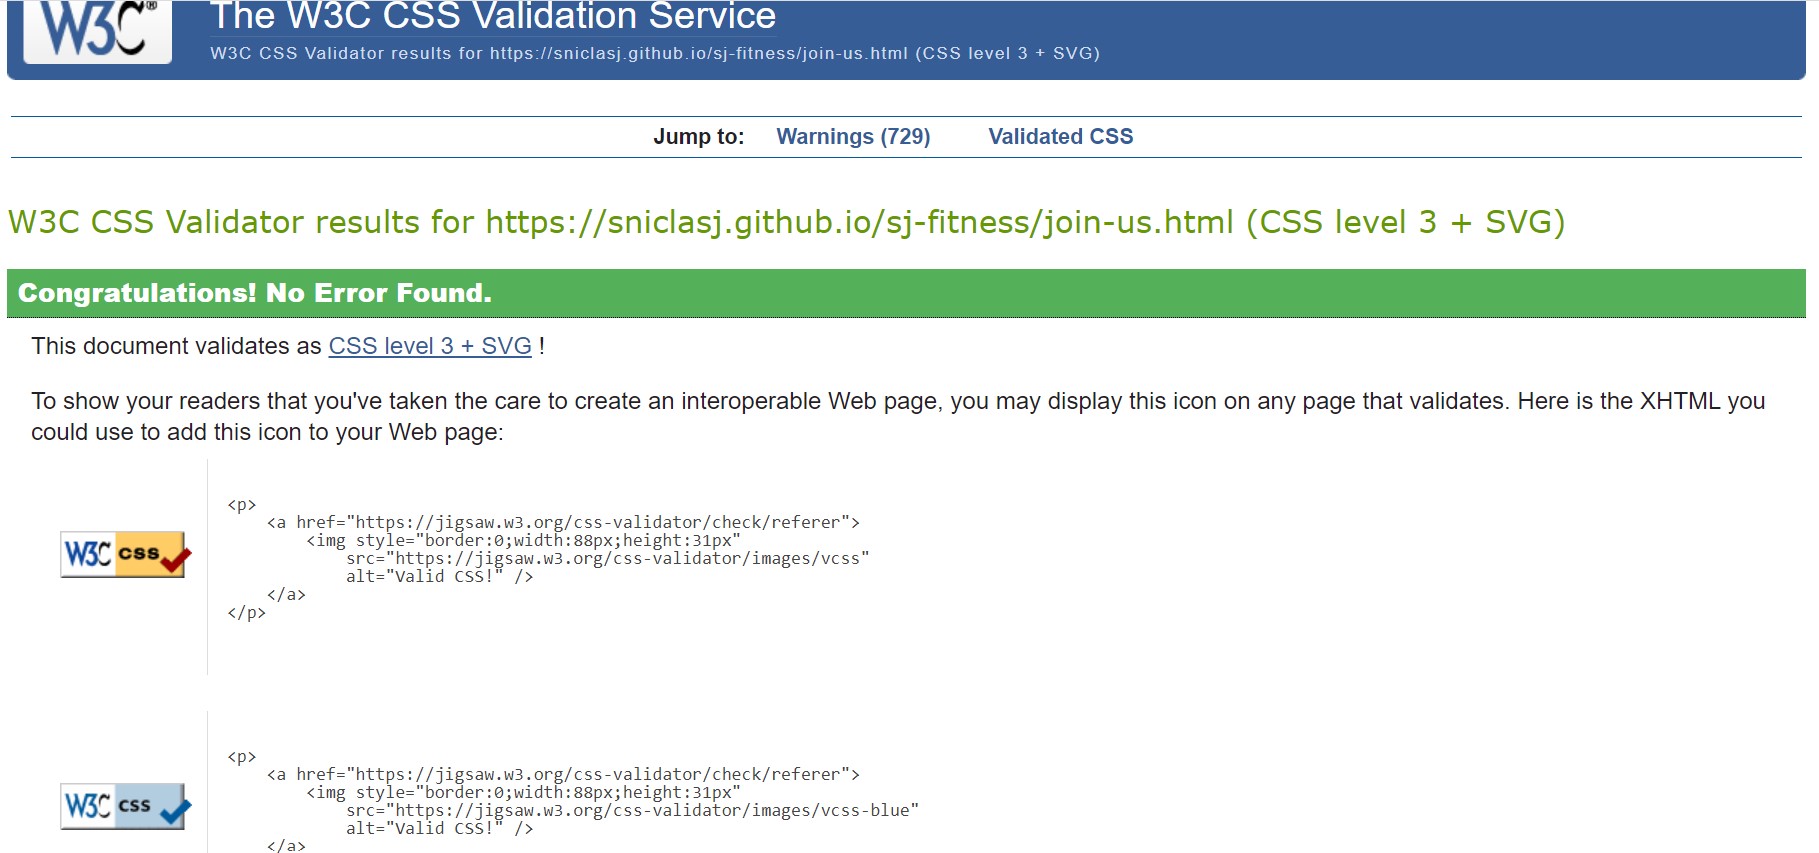 W3C®
The W3C CSS Validation Service
W3C CSS Validator results for https://sniclasj.github.io/sj-fitness/join-us.html (CSS level 3 + SVG)
Jump to: Warnings (729) Validated CSS
W3C CSS Validator results for https://sniclasj.github.io/sj-fitness/join-us.html (CSS level 3 + SVG)
Congratulations! No Error Found.
This document validates as CSS level 3 + SVG !
To show your readers that you've taken the care to create an interoperable Web page, you may display this icon on any page that validates. Here is the XHTML you
could use to add this icon to your Web page:
W3C css
<p>
<a href="https://jigsaw.w3.org/css-validator/check/referer">
<img style="border:0;width:88px;height:31px"
src="https://jigsaw.w3.org/css-validator/images/vcss"
alt="Valid CSS!" />
</a>
</p>
W3C css
<p>
<a href="https://jigsaw.w3.org/css-validator/check/referer">
<img style="border:0;width:88px;height:31px"
src="https://jigsaw.w3.org/css-validator/images/vcss-blue"
alt="Valid CSS!" />
</a>